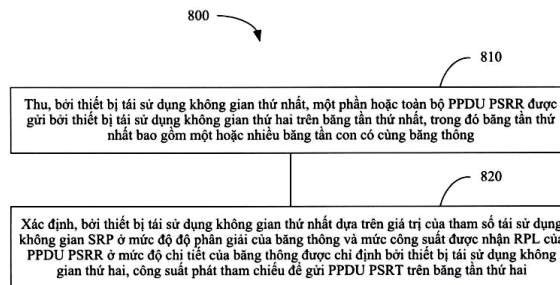 800
810
Thu, bởi thiết bị tái sử dụng không gian thứ nhất, một phần hoặc toàn bộ PPDU PSRR được
gửi bởi thiết bị tái sử dụng không gian thứ hai trên băng tần thứ nhất, trong đó băng tần thứ
nhất bao gồm một hoặc nhiều băng tần con có cùng băng thông
820
Xác định, bởi thiết bị tái sử dụng không gian thứ nhất dựa trên giá trị của tham số tái sử dụng
không gian SRP ở mức độ độ phân giải của băng thông và mức công suất được nhận RPL của
PPDU PSRR ở mức độ chi tiết của băng thông được chỉ định bởi thiết bị tái sử dụng không
gian thứ hai, công suất phát tham chiếu để gửi PPDU PSRT trên băng tần thứ hai